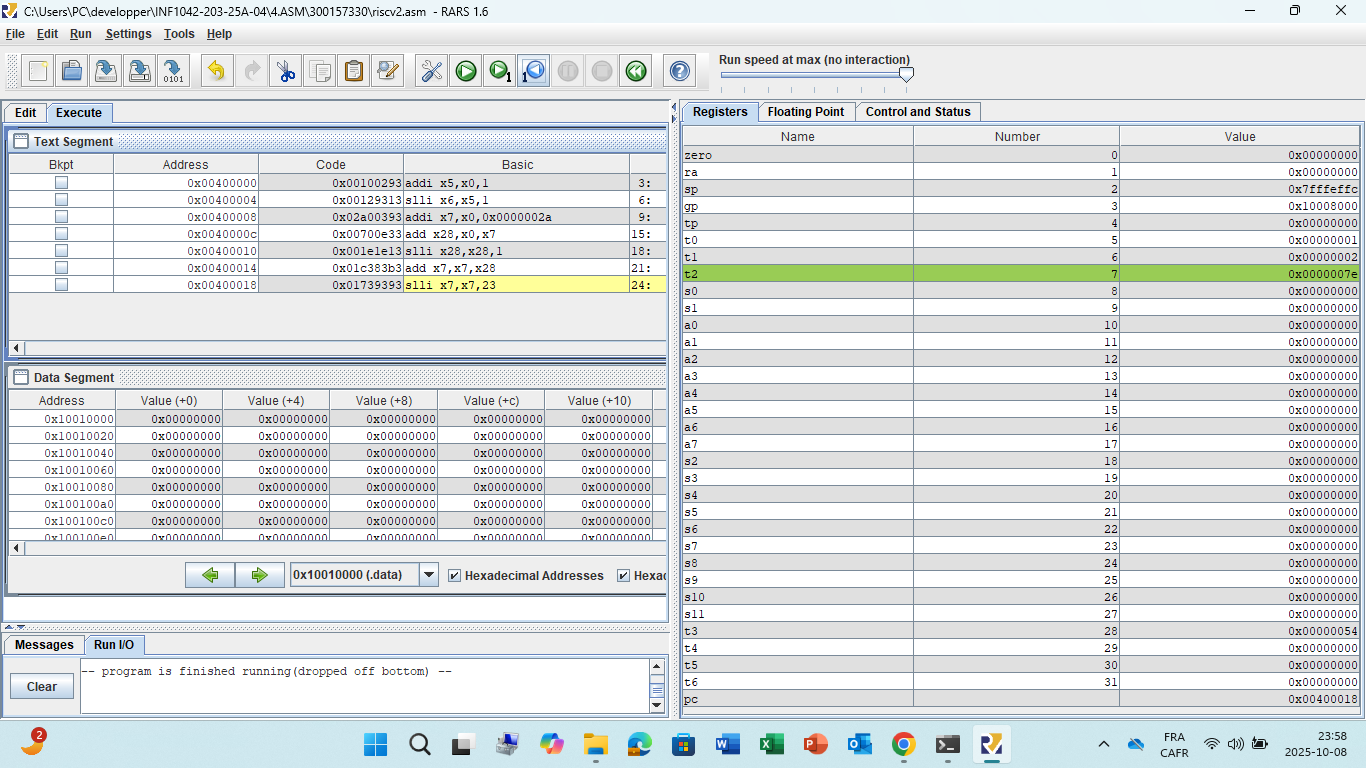 C:\Users\PC\developper\INF1042-203-25A-04\4.ASM\300157330\riscv2.asm - RARS 1.6
File Edit Run Settings Tools Help
Run speed at max (no interaction)
Edit Execute
Text Segment
Bkpt Address Code Basic
0x00400000 0x00100293 addi x5,x0,1 3:
0x00400004 0x00129313 slli x6,x5,1 6:
0x00400008 0x02a00393 addi x7,x0,0x0000002a 9:
0x0040000c 0x00700e33 add x28,x0,x7 15:
0x00400010 0x001e1e13 slli x28,x28,1 18:
0x00400014 0x01c383b3 add x7,x7,x28 21:
0x00400018 0x01739393 slli x7,x7,23 24:
Data Segment
Address Value (+0) Value (+4) Value (+8) Value (+c) Value (+10)
0x10010000 0x00000000 0x00000000 0x00000000 0x00000000 0x00000000
0x10010020 0x00000000 0x00000000 0x00000000 0x00000000 0x00000000
0x10010040 0x00000000 0x00000000 0x00000000 0x00000000 0x00000000
0x10010060 0x00000000 0x00000000 0x00000000 0x00000000 0x00000000
0x10010080 0x00000000 0x00000000 0x00000000 0x00000000 0x00000000
0x100100a0 0x00000000 0x00000000 0x00000000 0x00000000 0x00000000
0x100100c0 0x00000000 0x00000000 0x00000000 0x00000000 0x00000000
0x100100e0 0x00000000 0x00000000 0x00000000 0x00000000 0x00000000
0x10010000 (.data) Hexadecimal Addresses Hexad
Messages Run I/O
-- program is finished running(dropped off bottom) --
Clear
Registers Floating Point Control and Status
Name Number Value
zero 0 0x00000000
ra 1 0x00000000
sp 2 0x7fffeffc
gp 3 0x10008000
tp 4 0x00000000
t0 5 0x00000001
t1 6 0x00000002
t2 7 0x0000007e
s0 8 0x00000000
s1 9 0x00000000
a0 10 0x00000000
a1 11 0x00000000
a2 12 0x00000000
a3 13 0x00000000
a4 14 0x00000000
a5 15 0x00000000
a6 16 0x00000000
a7 17 0x00000000
s2 18 0x00000000
s3 19 0x00000000
s4 20 0x00000000
s5 21 0x00000000
s6 22 0x00000000
s7 23 0x00000000
s8 24 0x00000000
s9 25 0x00000000
s10 26 0x00000000
s11 27 0x00000000
t3 28 0x00000054
t4 29 0x00000000
t5 30 0x00000000
t6 31 0x00000000
pc 0x00400018
2
FRA
CAFR
23:58
2025-10-08